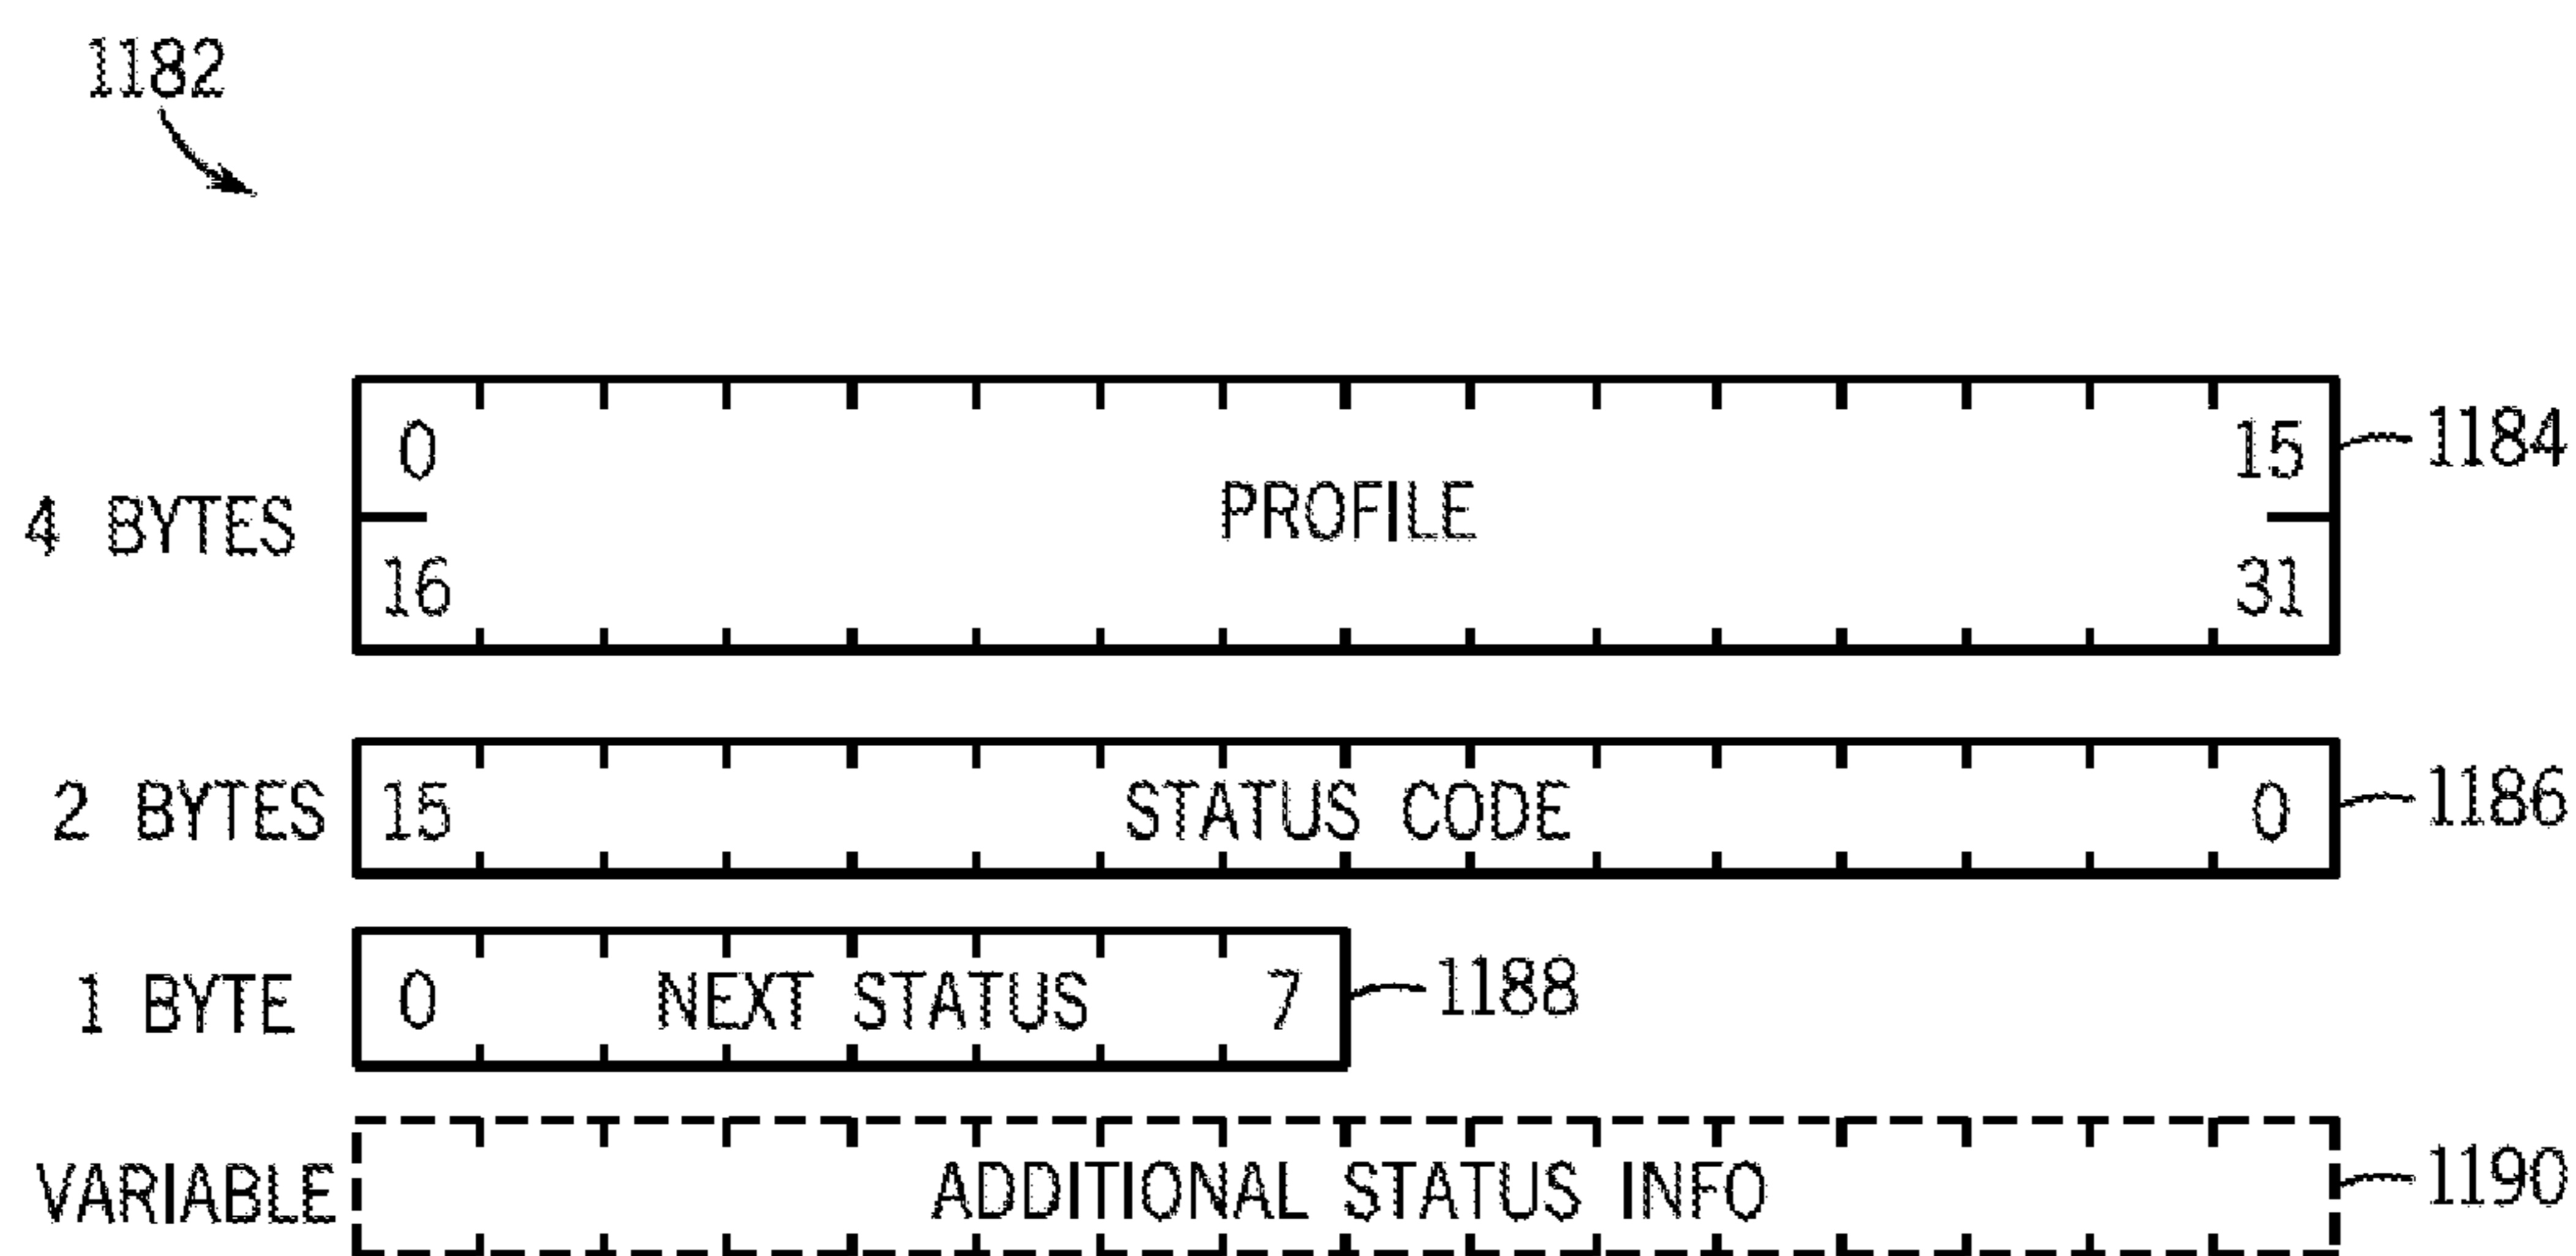 1182
0 15 1184
4 BYTES PROFILE
16 31
2 BYTES 15 STATUS CODE 0 1186
1 BYTE 0 NEXT STATUS 7 1188
VARIABLE ADDITIONAL STATUS INFO 1190